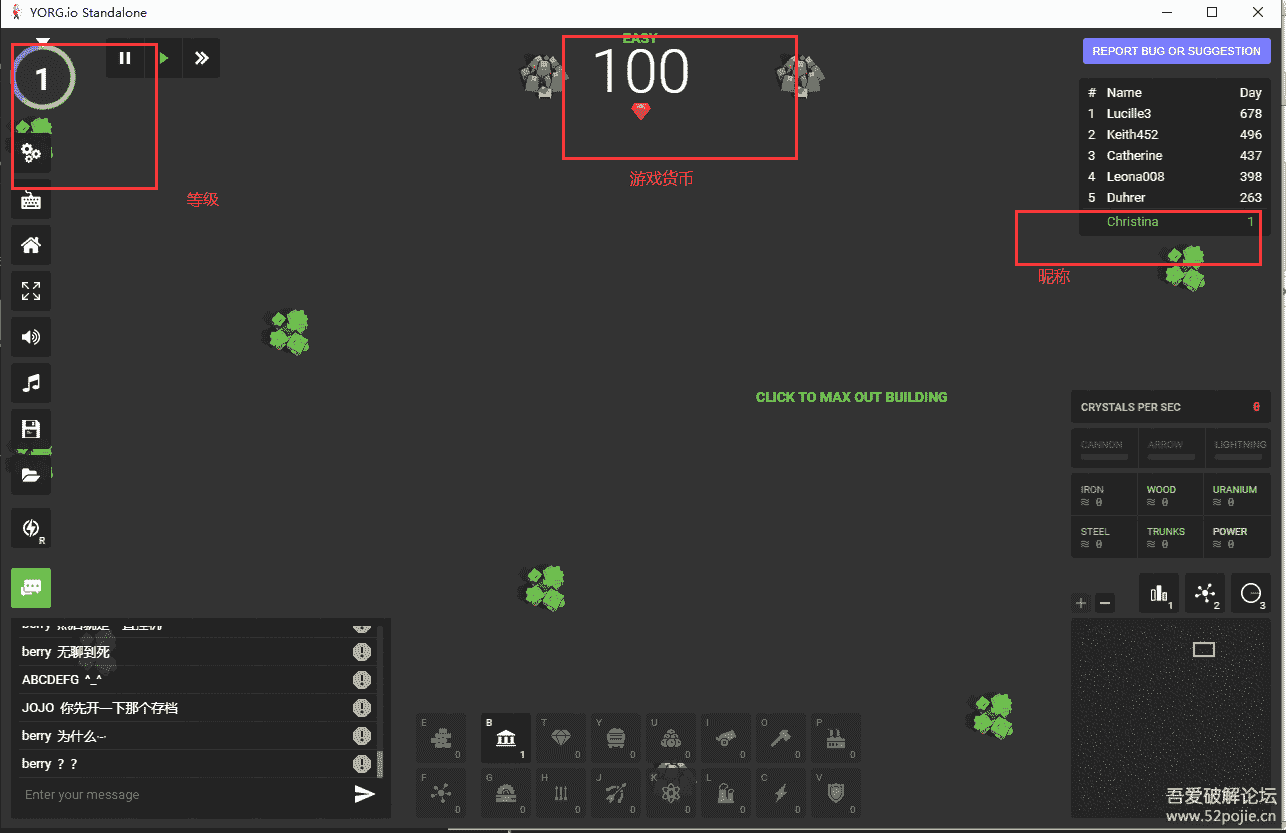 YORG.io Standalone
1
EASY
100
REPORT BUG OR SUGGESTION
# Name Day
1 Lucille3 678
2 Keith452 496
3 Catherine 437
4 Leona008 398
5 Duhrer 263
Christina 1
等级
游戏货币
昵称
CLICK TO MAX OUT BUILDING
CRYSTALS PER SEC 0
CANNON ARROW LIGHTNING
IRON WOOD URANIUM
≈ 0 ≈ 0 ≈ 0
STEEL TRUNKS POWER
≈ 0 ≈ 0 ≈ 0
R
+ − 1 2 3
berry
berry 无聊到死
ABCDEFG ^_^
JOJO 你先开一下那个存档
berry 为什么~
berry ? ?
Enter your message
E 0 B 1 T 0 Y 0 U 0 I 0 O 0 P 0
F 0 G 0 H 0 J 0 K 0 L 0 C 0 V 0
吾爱破解论坛
www.52pojie.cn